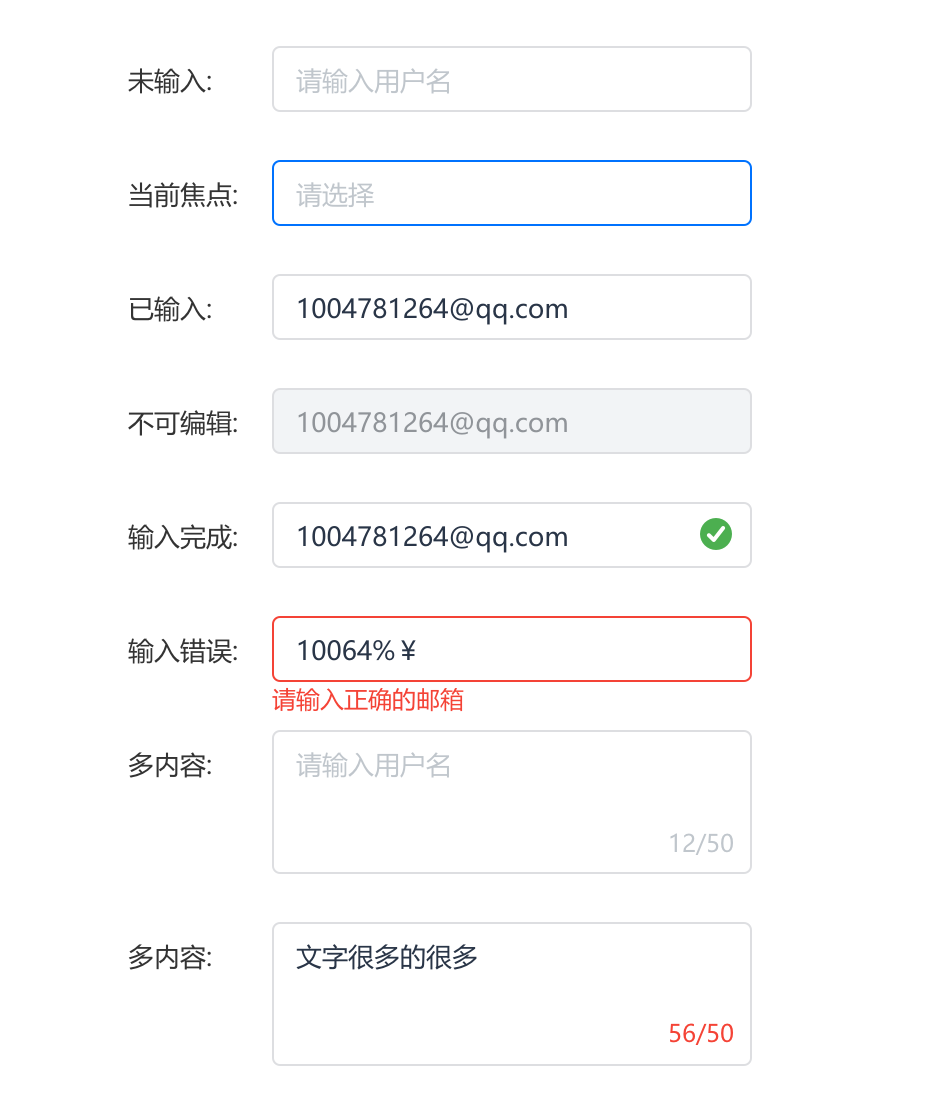 未输入: 请输入用户名
当前焦点: 请选择
已输入: 1004781264@qq.com
不可编辑: 1004781264@qq.com
输入完成: 1004781264@qq.com
输入错误: 10064%￥
请输入正确的邮箱
多内容: 请输入用户名
12/50
多内容: 文字很多的很多
56/50